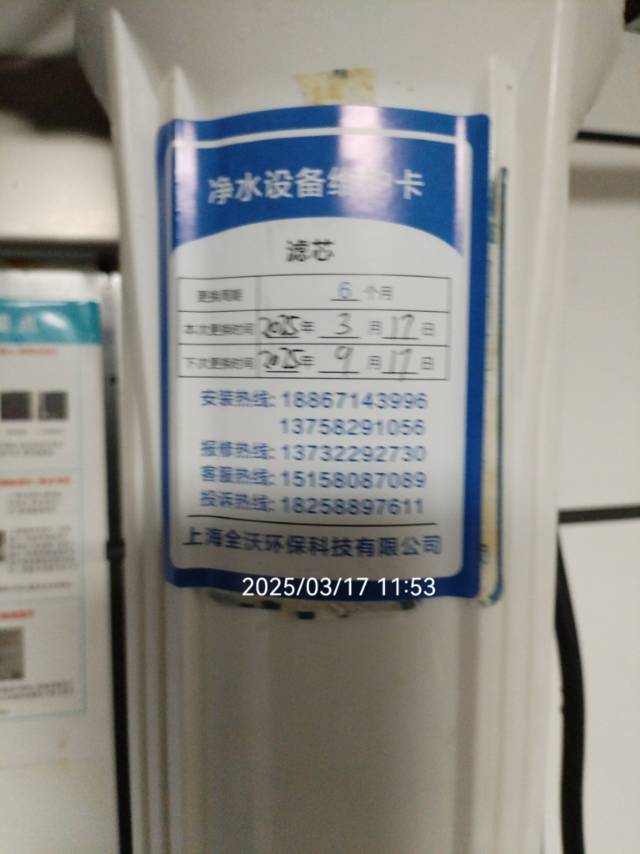 净水设备维护卡
滤芯
更换周期 6 个月
本次更换时间 2025年 3 月 17 日
下次更换时间 2025年 9 月 17 日
安装热线: 18867143996
13758291056
报修热线: 13732292730
客服热线: 15158087089
投诉热线: 18258897611
上海全沃环保科技有限公司
2025/03/17 11:53